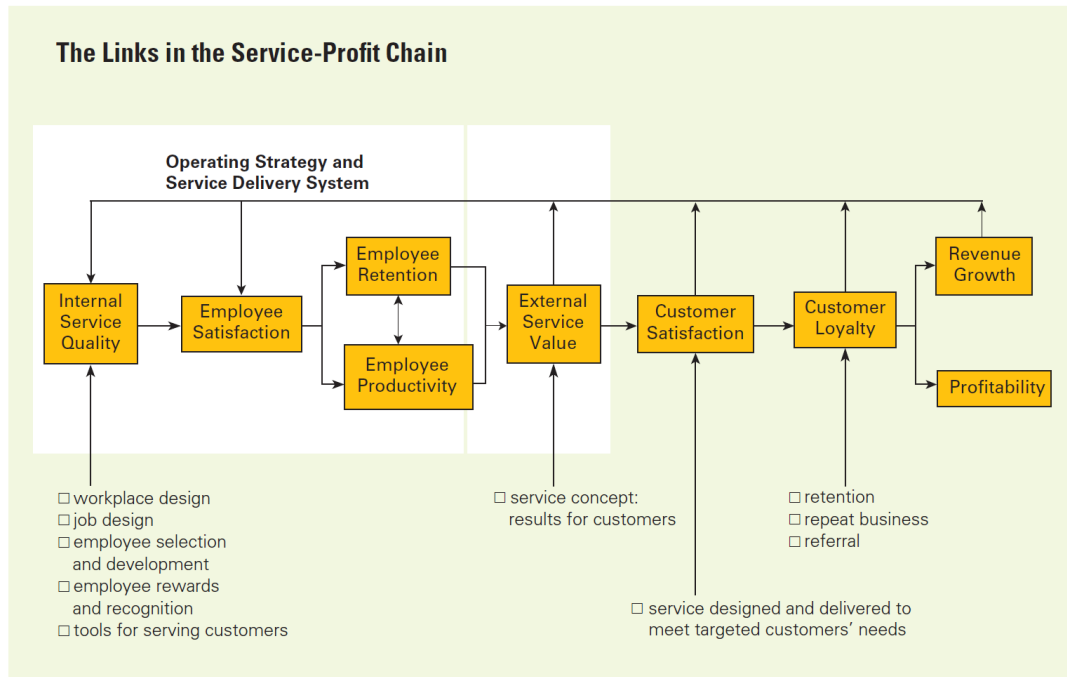 The Links in the Service-Profit Chain
Operating Strategy and
Service Delivery System
Internal
Service
Quality
Employee
Satisfaction
Employee
Retention
Employee
Productivity
External
Service
Value
Customer
Satisfaction
Customer
Loyalty
Revenue
Growth
Profitability
□ workplace design
□ job design
□ employee selection
and development
□ employee rewards
and recognition
□ tools for serving customers
□ service concept:
results for customers
□ service designed and delivered to
meet targeted customers’ needs
□ retention
□ repeat business
□ referral